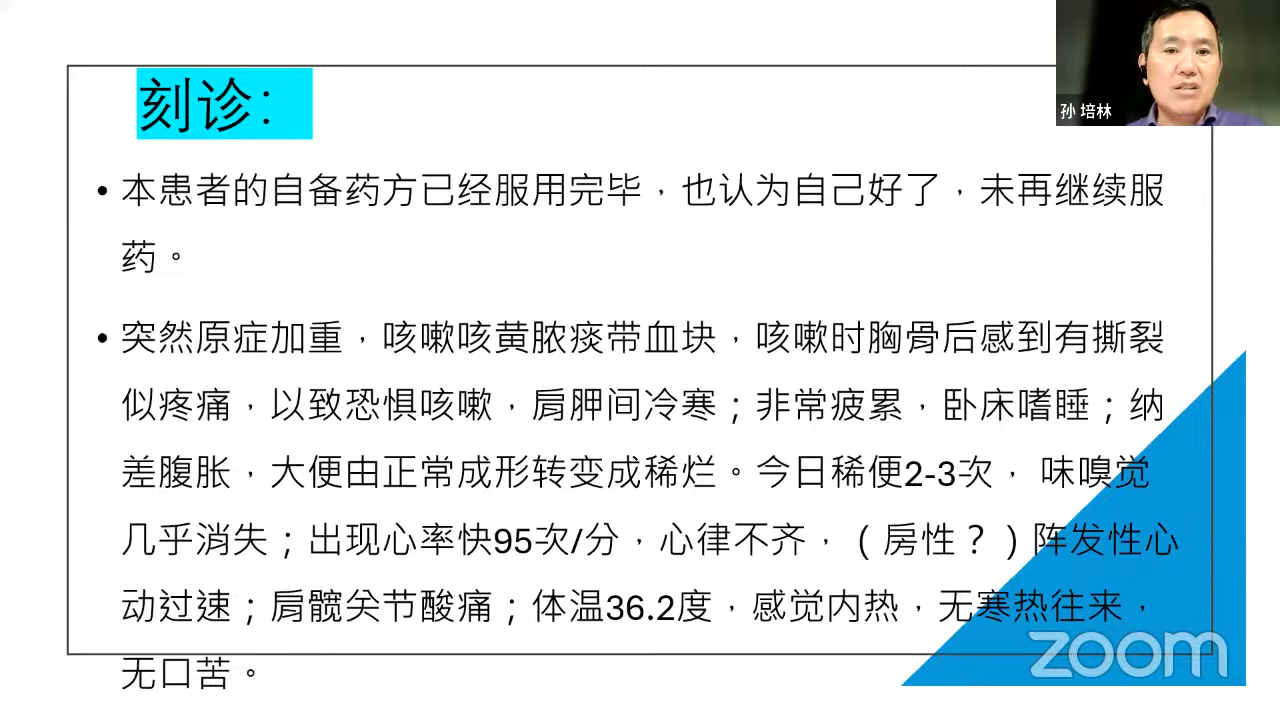 刻诊：
孙 培林
• 本患者的自备药方已经服用完毕，也认为自己好了，未再继续服
药。
• 突然原症加重，咳嗽咳黄脓痰带血块，咳嗽时胸骨后感到有撕裂
似疼痛，以致恐惧咳嗽，肩胛间冷寒；非常疲累，卧床嗜睡；纳
差腹胀，大便由正常成形转变成稀烂。今日稀便2-3次， 味嗅觉
几乎消失；出现心率快95次/分，心律不齐，（房性？）阵发性心
动过速；肩髋关节酸痛；体温36.2度，感觉内热，无寒热往来，
无口苦。
zoom